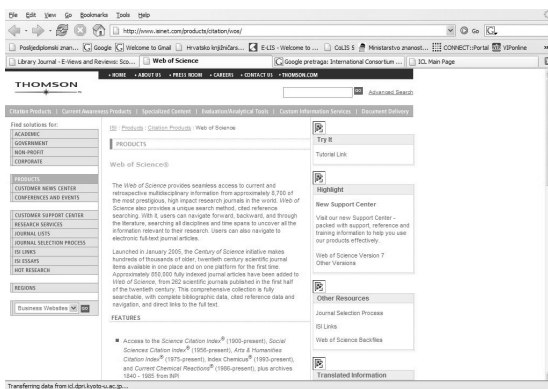 File Edit View Go Bookmarks Tools Help
http://www.isinet.com/products/citation/wos/
Go
Poslijediplomski znan... Google Welcome to Gmail Hrvatsko knjižničars... E-LIS - Welcome to ... CoLIS 5 Ministarstvo znanost... CONNECT::Portal VIPonline
Library Journal - E-Views and Reviews: Sco... Web of Science Google pretraga: International Consortium ... ICL Main Page
HOME ABOUT US PRESS ROOM CAREERS CONTACT US THOMSON.COM
THOMSON
GO Advanced Search
Citation Products | Current Awareness Products | Specialized Content | Evaluation/Analytical Tools | Custom Information Services | Document Delivery
Find solutions for:
ACADEMIC
GOVERNMENT
NON-PROFIT
CORPORATE
PRODUCTS
CUSTOMER NEWS CENTER
CONFERENCES AND EVENTS
CUSTOMER SUPPORT CENTER
RESEARCH SERVICES
JOURNAL LISTS
JOURNAL SELECTION PROCESS
ISI LINKS
ISI ESSAYS
HOT RESEARCH
REGIONS
Business Websites GO
ISI | Products | Citation Products | Web of Science
PRODUCTS
Web of Science®
The Web of Science provides seamless access to current and
retrospective multidisciplinary information from approximately 8,700 of
the most prestigious, high impact research journals in the world. Web of
Science also provides a unique search method, cited reference
searching. With it, users can navigate forward, backward, and through
the literature, searching all disciplines and time spans to uncover all the
information relevant to their research. Users can also navigate to
electronic full-text journal articles.
Launched in January 2005, the Century of Science initiative makes
hundreds of thousands of older, twentieth century scientific journal
items available in one place and on one platform for the first time.
Approximately 850,000 fully indexed journal articles have been added to
Web of Science, from 262 scientific journals published in the first half
of the twentieth century. This comprehensive collection is fully
searchable, with complete bibliographic data, cited reference data and
navigation, and direct links to the full text.
FEATURES
Access to the Science Citation Index® (1900-present), Social
Sciences Citation Index® (1956-present), Arts & Humanities
Citation Index® (1975-present), Index Chemicus® (1993-present),
and Current Chemical Reactions® (1986-present), plus archives
1840 - 1985 from INPI
Try It
Tutorial Link
Highlight
New Support Center
Visit our new Support Center -
packed with support, reference and
training information to help you use
our products effectively.
Web of Science Version 7
Other Versions
Other Resources
Journal Selection Process
ISI Links
Web of Science Backfiles
Translated Information
Transferring data from icl.dpri.kyoto-u.ac.jp...